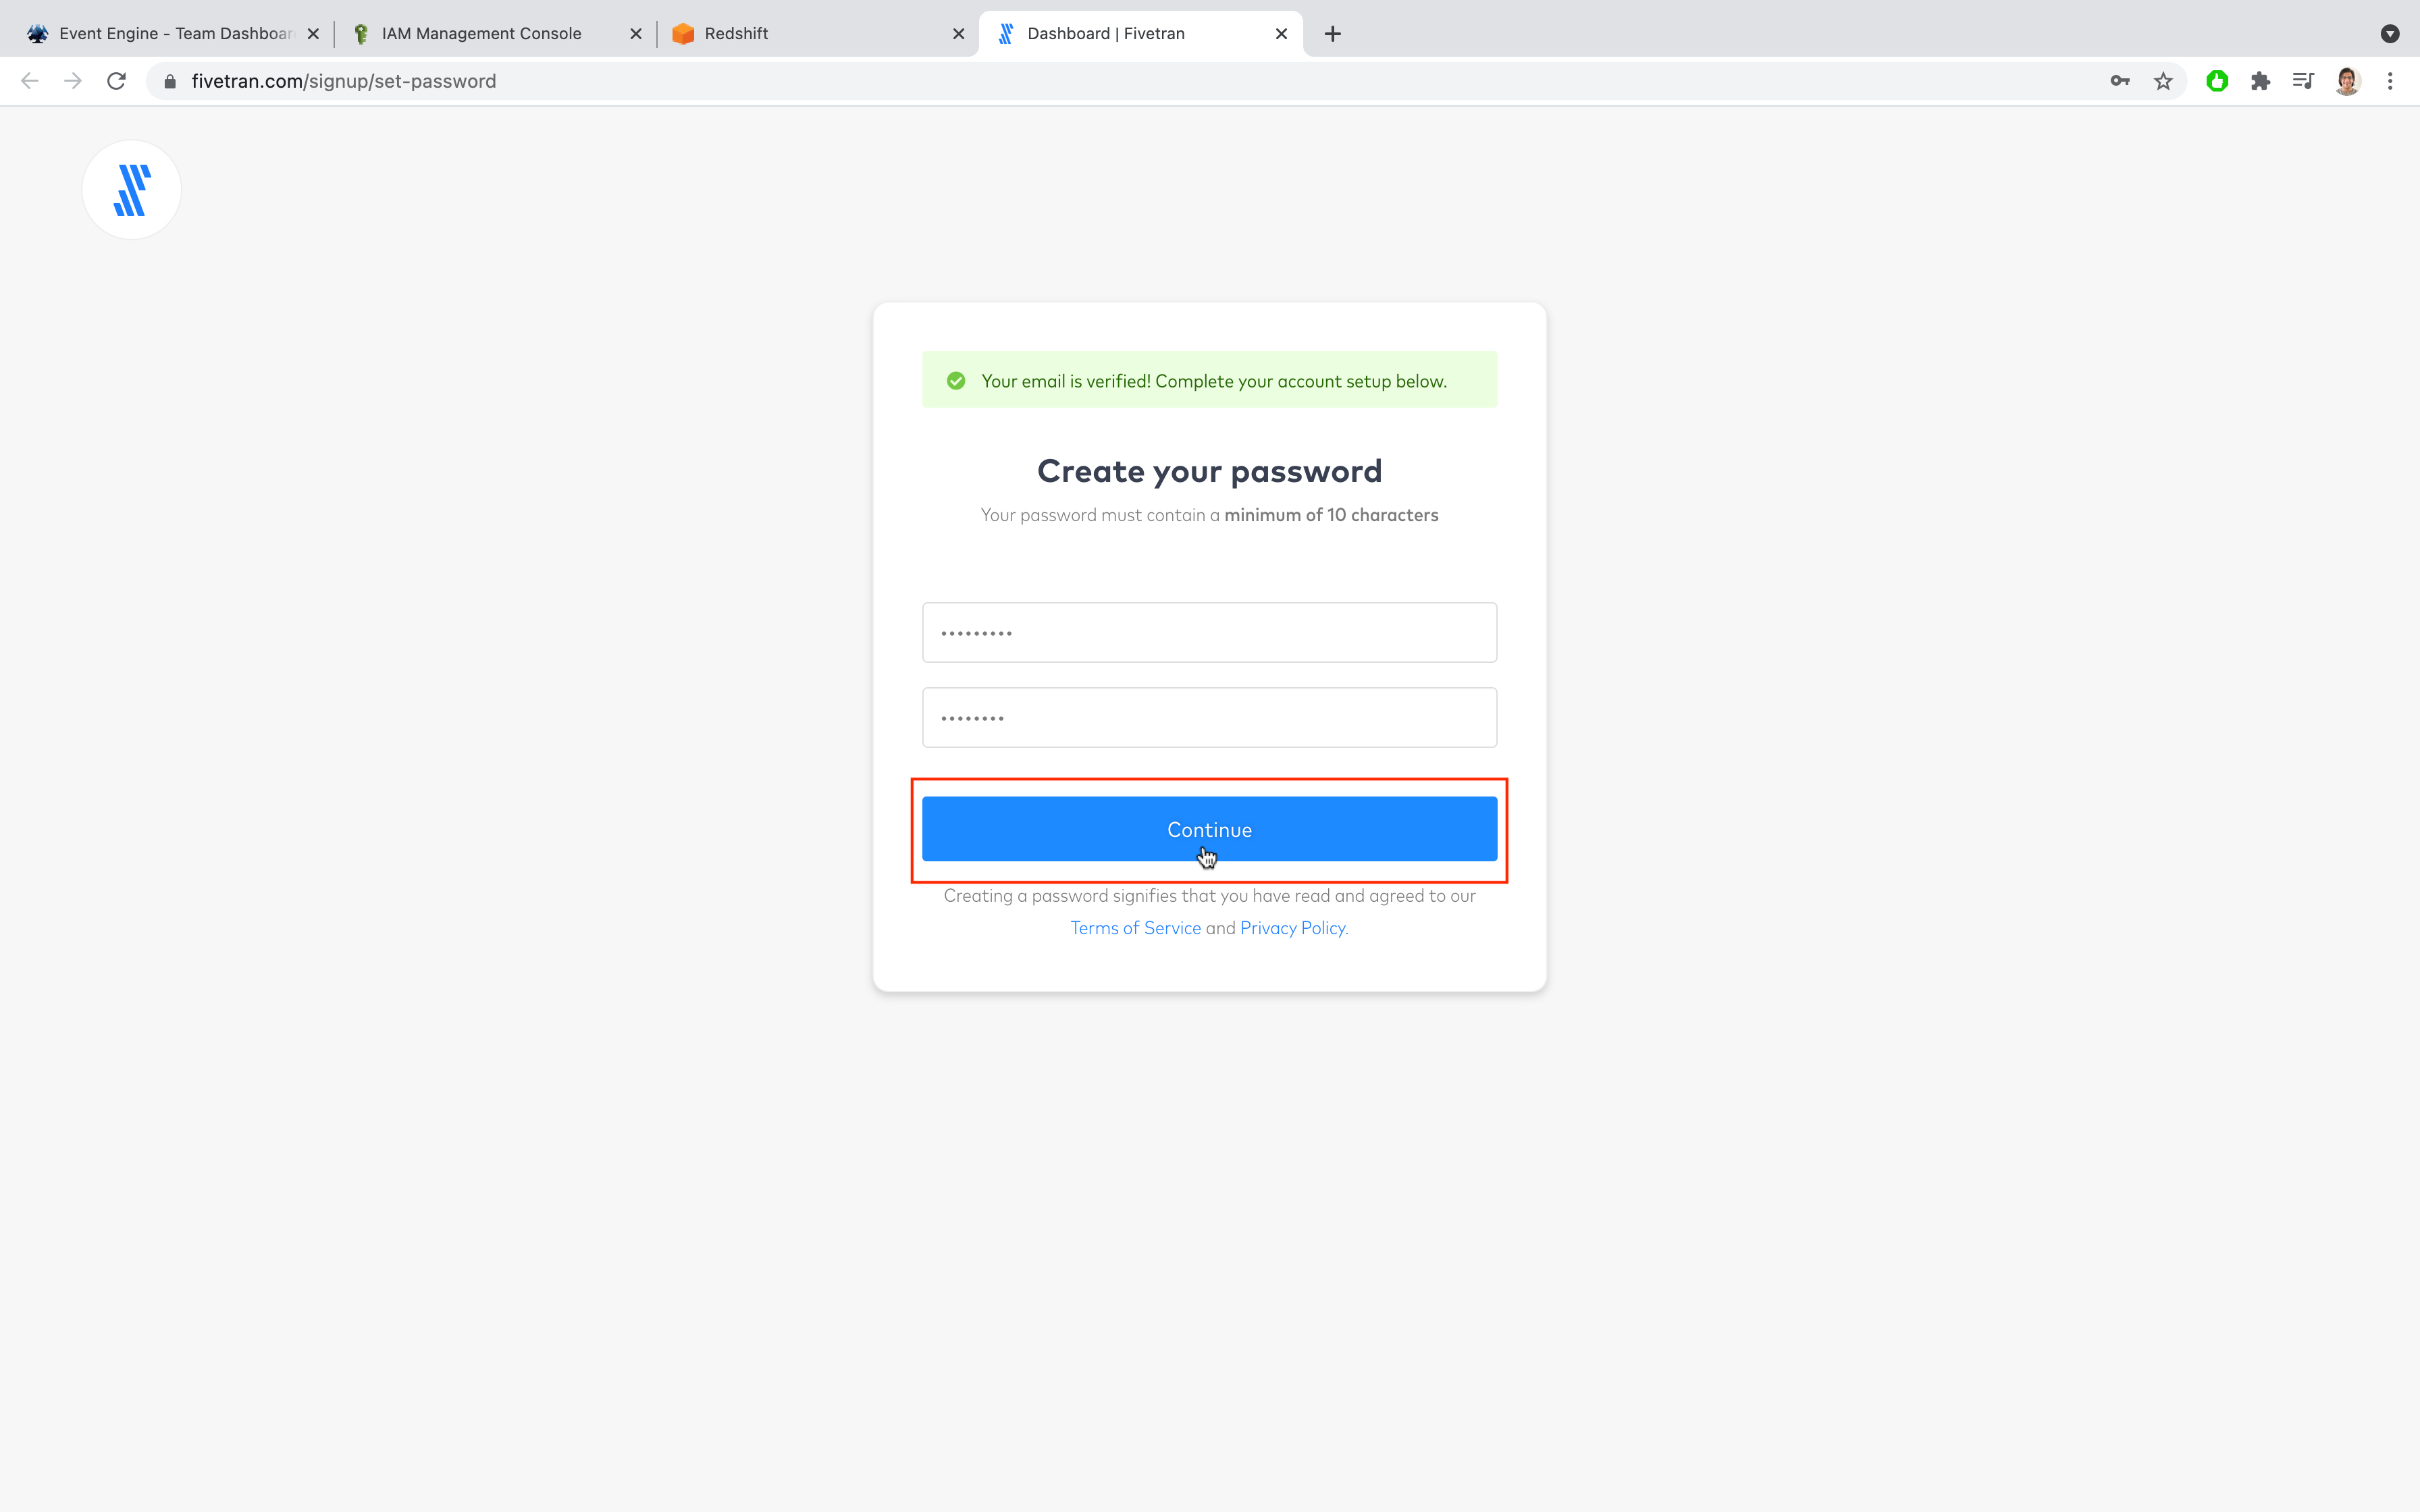 Event Engine - Team Dashboar
IAM Management Console
Redshift
Dashboard | Fivetran
fivetran.com/signup/set-password
Your email is verified! Complete your account setup below.
Create your password
Your password must contain a minimum of 10 characters
•••••••••
••••••••
Continue
Creating a password signifies that you have read and agreed to our
Terms of Service and Privacy Policy.